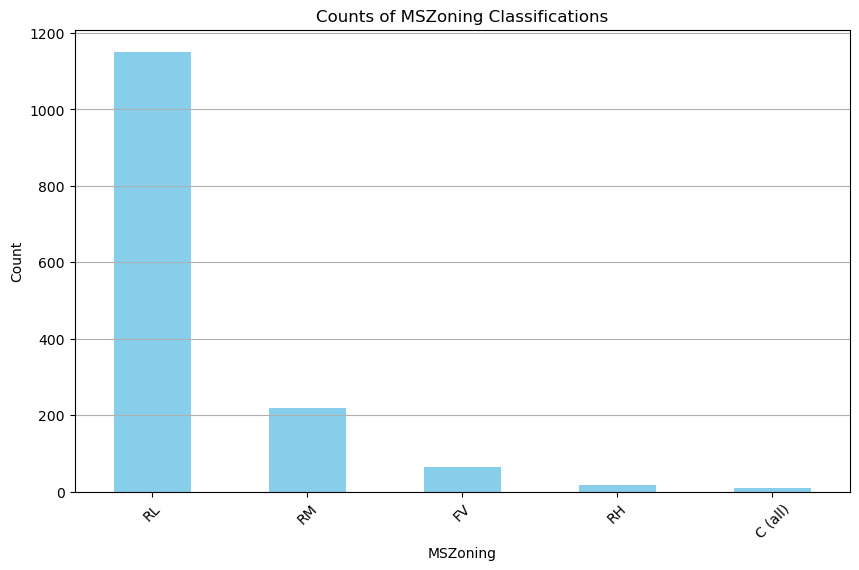 Counts of MSZoning Classifications
1200
1000
800
600
400
200
0
Count
RL
RM
FV
RH
C (all)
MSZoning